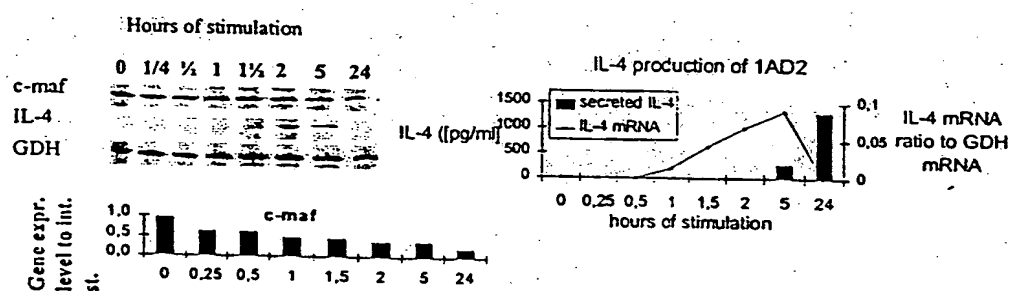 Hours of stimulation
0 1/4 ½ 1 1½ 2 5 24
c-maf
IL-4
GDH
Gene expr.
level to int.
st.
1,0
0,5
0,0
c-maf
0 0,25 0,5 1 1,5 2 5 24
IL-4 production of 1AD2
IL-4 ([pg/ml]
1500
1000
500
0
secreted IL-4
IL-4 mRNA
0,1
0,05
0
IL-4 mRNA
ratio to GDH
mRNA
0 0,25 0,5 1 1,5 2 5 24
hours of stimulation